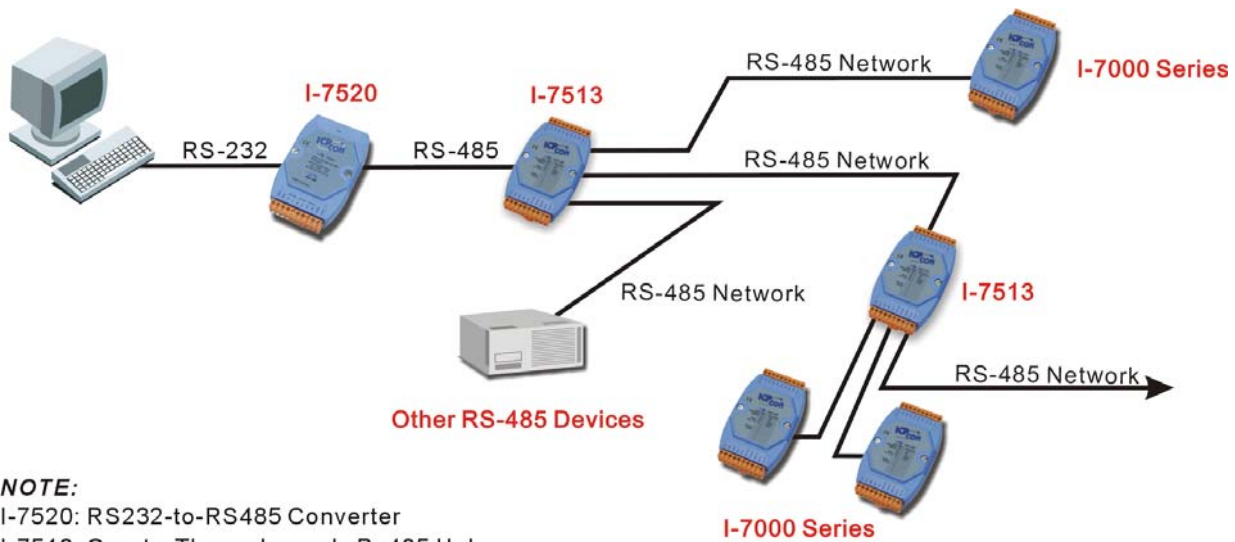 RS-485 Network
I-7000 Series
I-7520
I-7513
RS-232
RS-485
RS-485 Network
RS-485 Network
I-7513
RS-485 Network
Other RS-485 Devices
I-7000 Series
NOTE:
I-7520: RS232-to-RS485 Converter